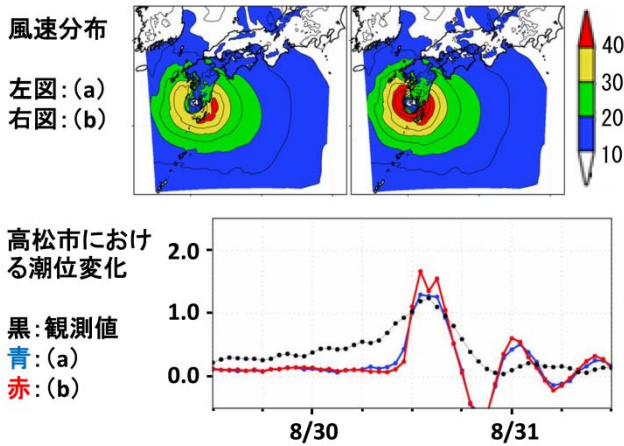 風速分布
左図：(a)
右図：(b)
40
30
20
10
高松市におけ
る潮位変化
黒：観測値
青：(a)
赤：(b)
2.0
1.0
0.0
8/30
8/31